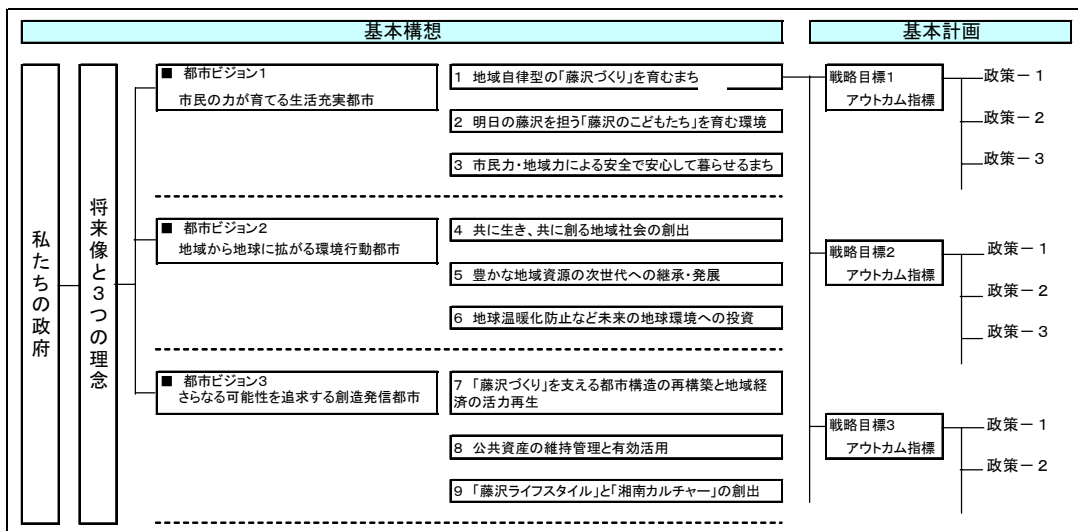 基本構想
基本計画
私たちの政府
将来像と3つの理念
■ 都市ビジョン1
市民の力が育てる生活充実都市
1 地域自律型の「藤沢づくり」を育むまち
2 明日の藤沢を担う「藤沢のこどもたち」を育む環境
3 市民力・地域力による安全で安心して暮らせるまち
■ 都市ビジョン2
地域から地球に拡がる環境行動都市
4 共に生き、共に創る地域社会の創出
5 豊かな地域資源の次世代への継承・発展
6 地球温暖化防止など未来の地球環境への投資
■ 都市ビジョン3
さらなる可能性を追求する創造発信都市
7 「藤沢づくり」を支える都市構造の再構築と地域経
済の活力再生
8 公共資産の維持管理と有効活用
9 「藤沢ライフスタイル」と「湘南カルチャー」の創出
戦略目標1
アウトカム指標
政策-1
政策-2
政策-3
戦略目標2
アウトカム指標
政策-1
政策-2
政策-3
戦略目標3
アウトカム指標
政策-1
政策-2